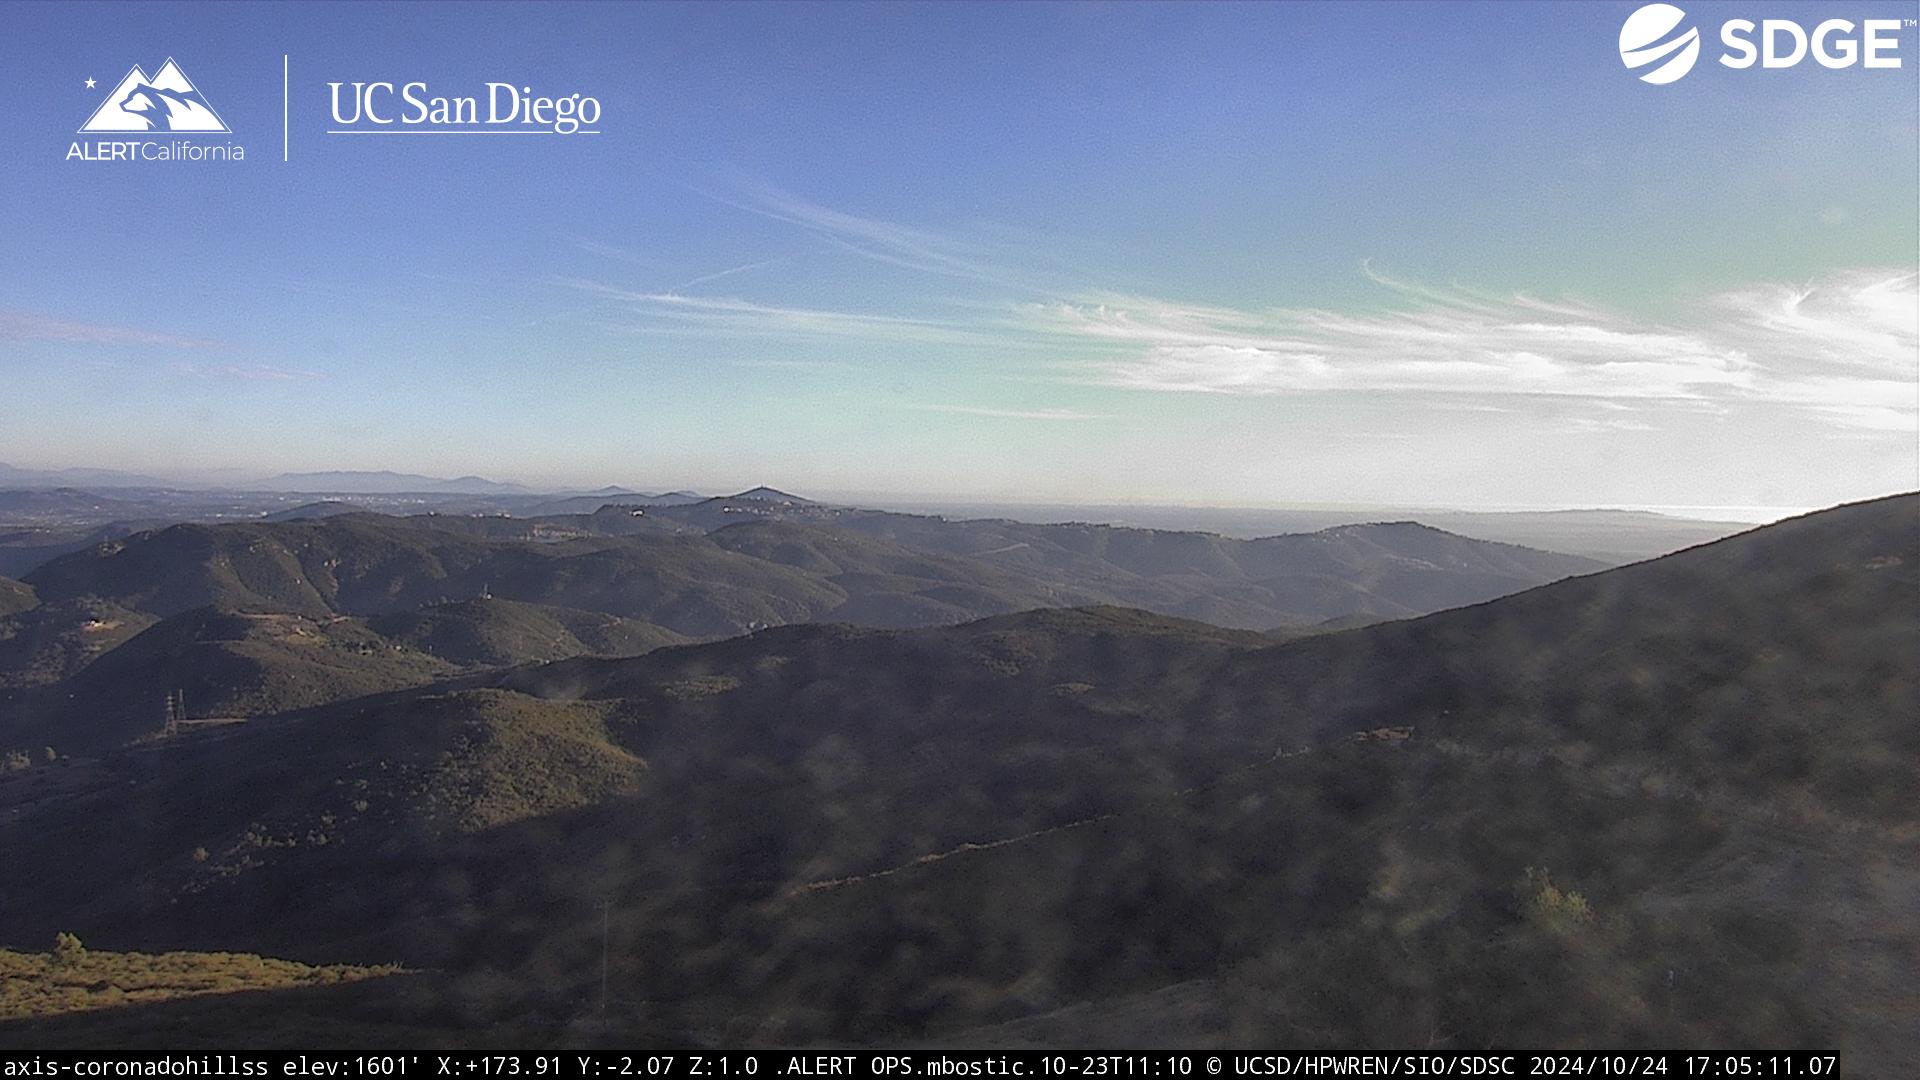 SDGE™
UC San Diego
ALERTCalifornia
axis-coronadohillss elev:1601' X:+173.91 Y:-2.07 Z:1.0 .ALERT OPS.mbostic.10-23T11:10 © UCSD/HPWREN/SIO/SDSC 2024/10/24 17:05:11.07